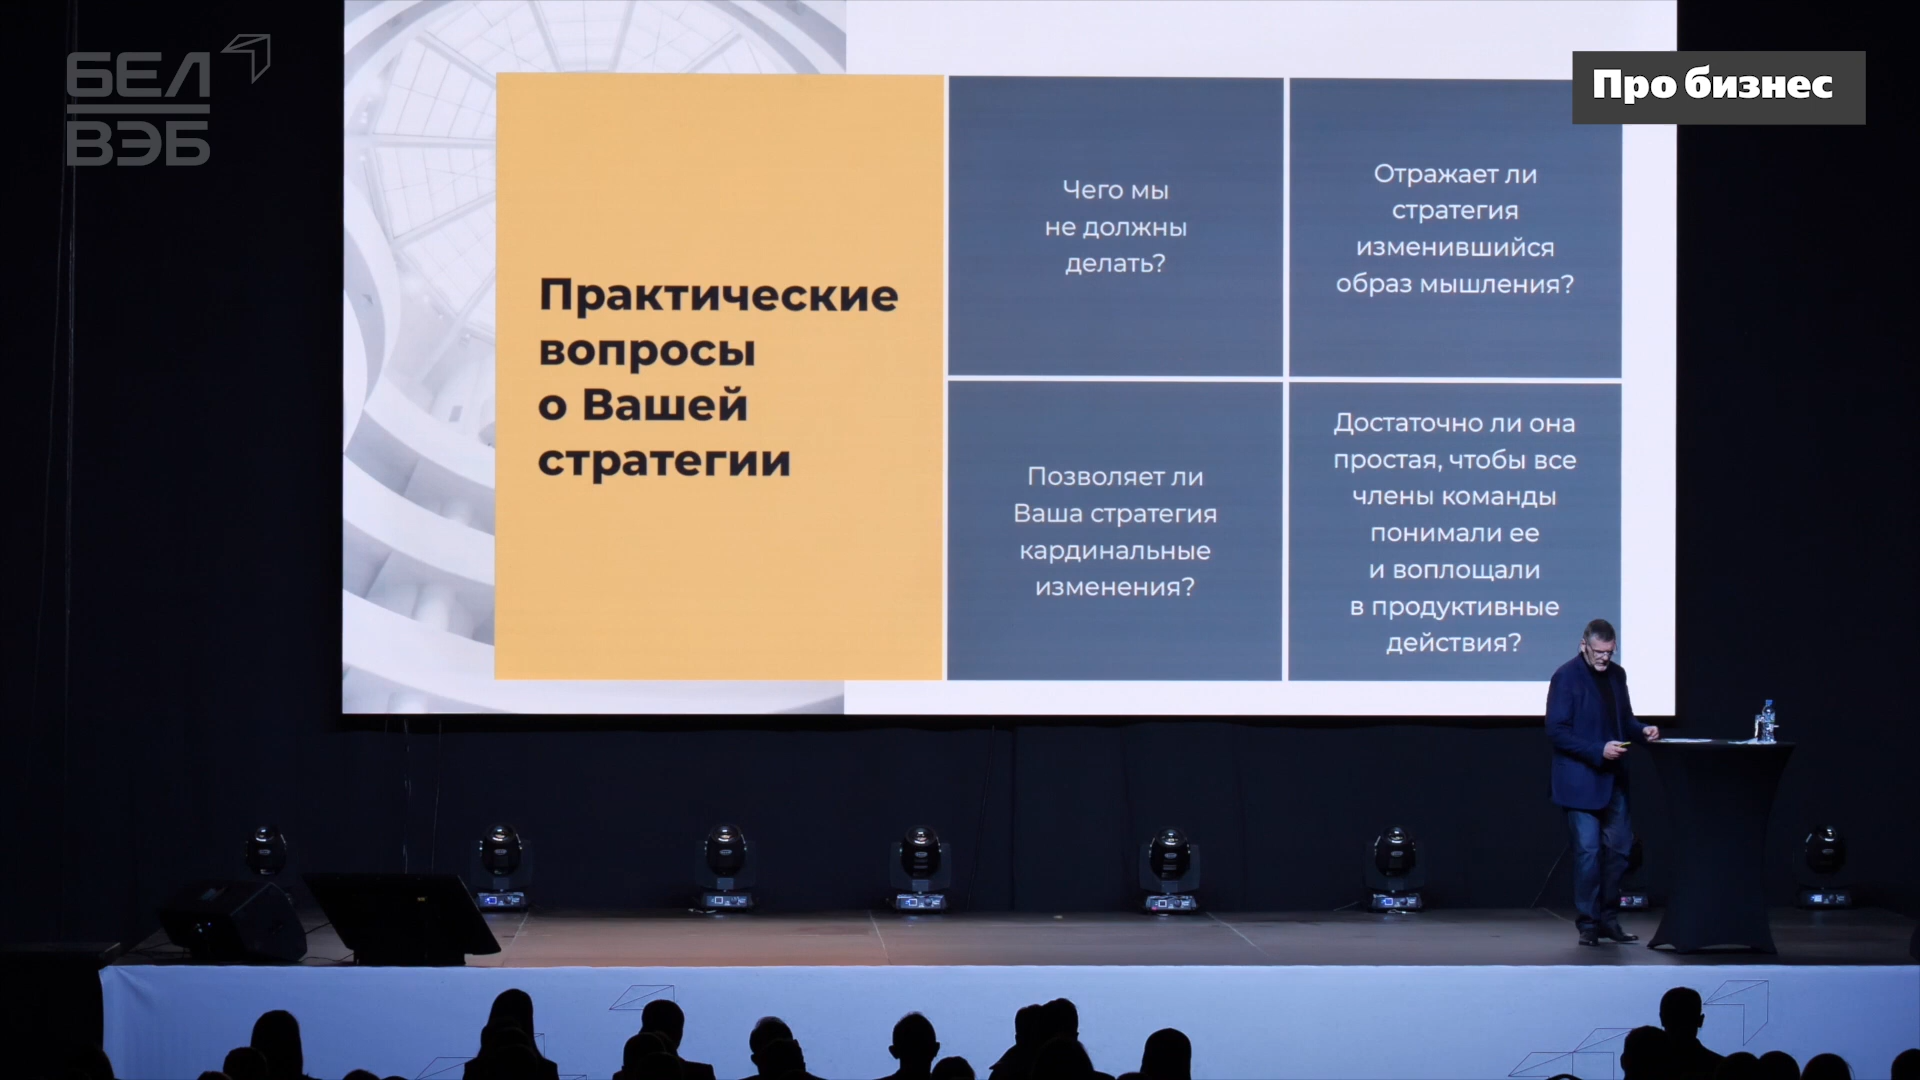 БЕЛ
ВЭБ
Про бизнес
Практические
вопросы
о Вашей
стратегии
Чего мы
не должны
делать?
Отражает ли
стратегия
изменившийся
образ мышления?
Позволяет ли
Ваша стратегия
кардинальные
изменения?
Достаточно ли она
простая, чтобы все
члены команды
понимали ее
и воплощали
в продуктивные
действия?